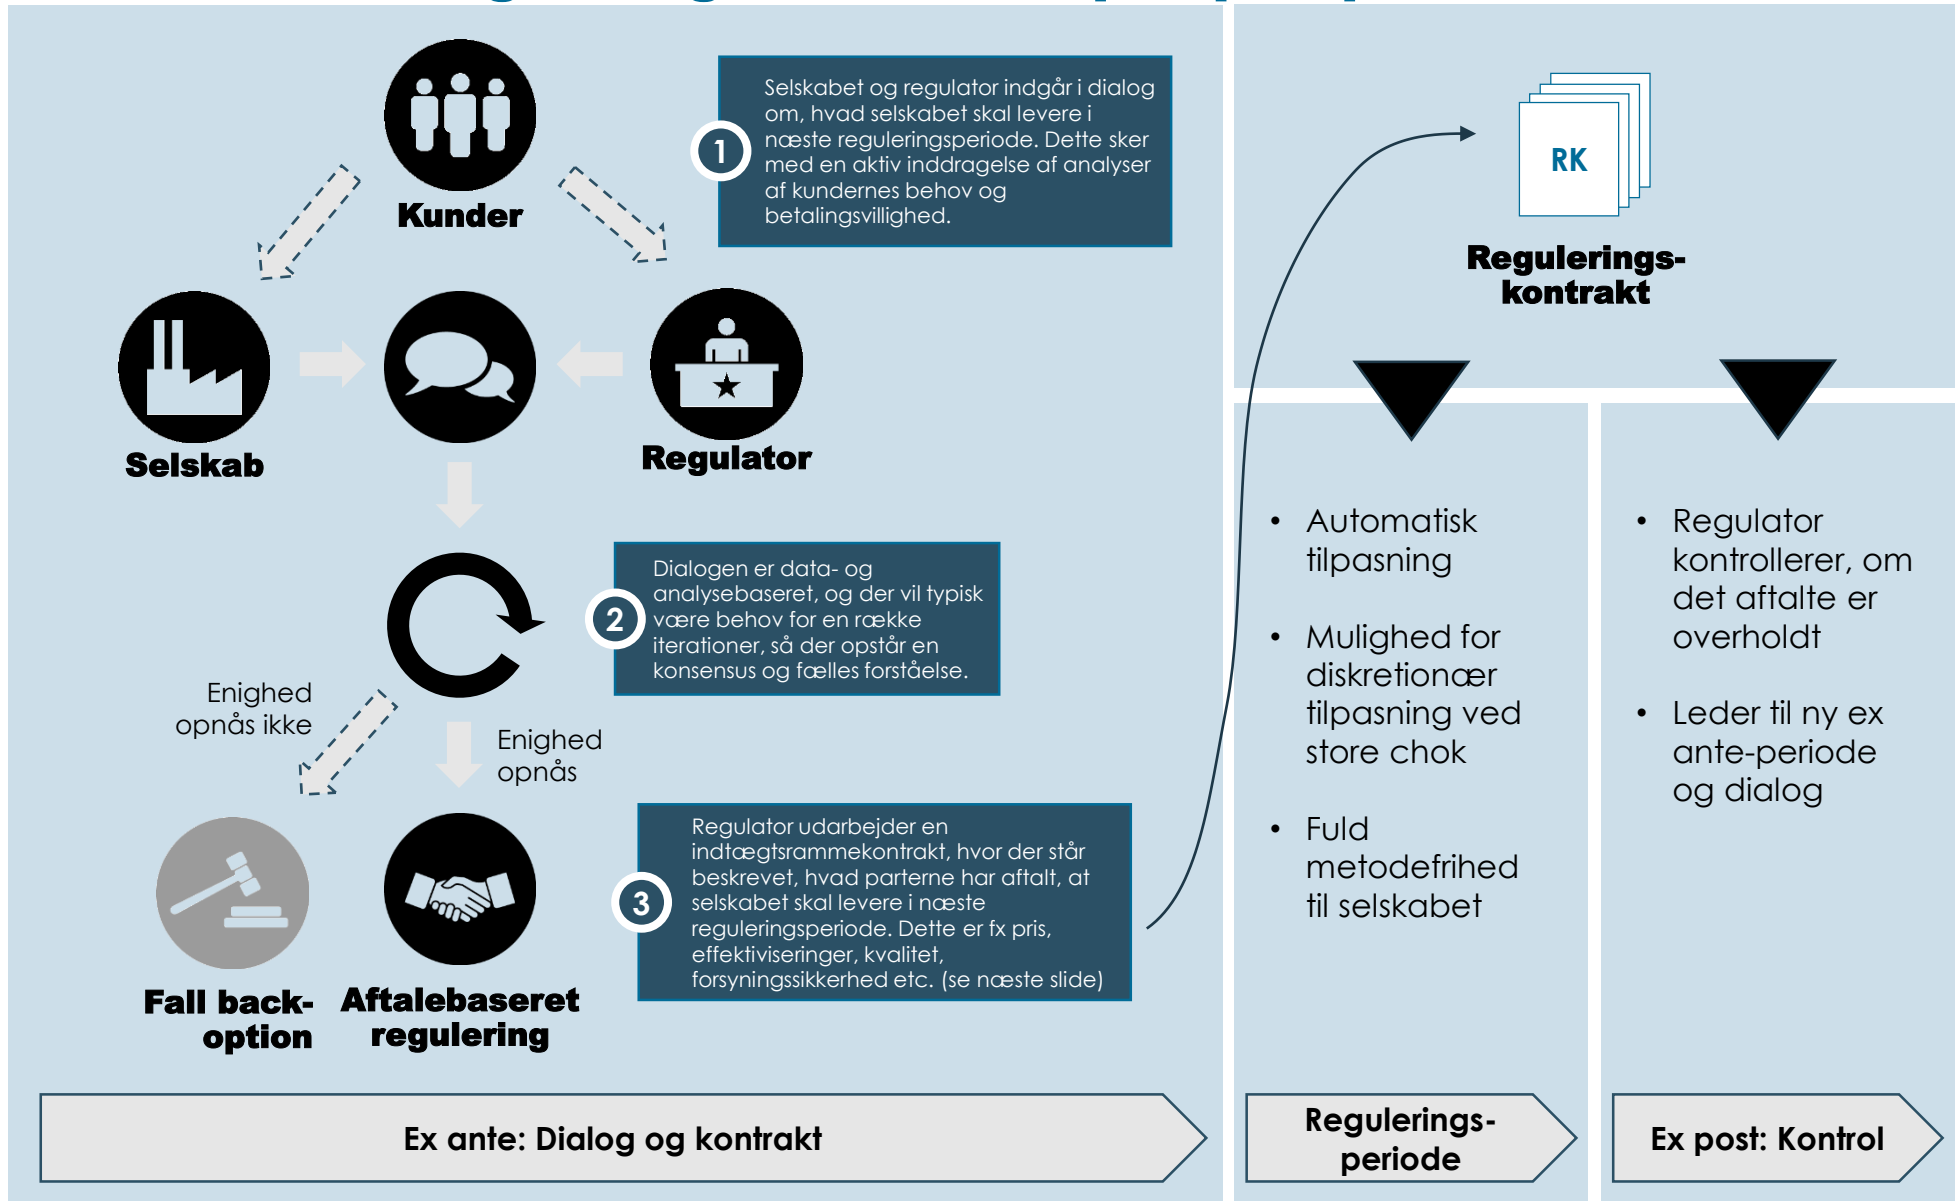 Kunder
1
Selskabet og regulator indgår i dialog
om, hvad selskabet skal levere i
næste reguleringsperiode. Dette sker
med en aktiv inddragelse af analyser
af kundernes behov og
betalingsvillighed.
Selskab
Regulator
2
Dialogen er data- og
analysebaseret, og der vil typisk
være behov for en række
iterationer, så der opstår en
konsensus og fælles forståelse.
Enighed
opnås ikke
Enighed
opnås
3
Regulator udarbejder en
indtægtsrammekontrakt, hvor der står
beskrevet, hvad parterne har aftalt, at
selskabet skal levere i næste
reguleringsperiode. Dette er fx pris,
effektiviseringer, kvalitet,
forsyningssikkerhed etc. (se næste slide)
Fall back-
option
Aftalebaseret
regulering
Ex ante: Dialog og kontrakt
RK
Regulerings-
kontrakt
• Automatisk
tilpasning
• Mulighed for
diskretionær
tilpasning ved
store chok
• Fuld
metodefrihed
til selskabet
Regulerings-
periode
• Regulator
kontrollerer, om
det aftalte er
overholdt
• Leder til ny ex
ante-periode
og dialog
Ex post: Kontrol